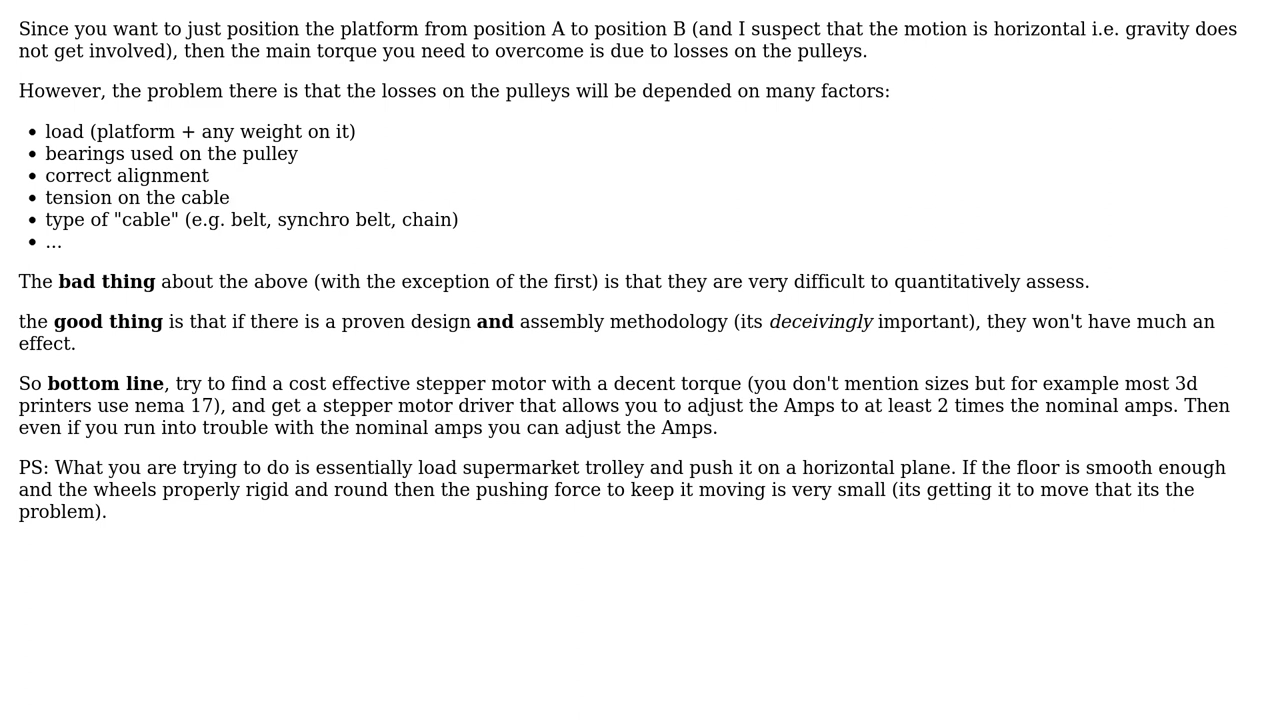 Since you want to just position the platform from position A to position B (and I suspect that the motion is horizontal i.e. gravity does
not get involved), then the main torque you need to overcome is due to losses on the pulleys.
However, the problem there is that the losses on the pulleys will be depended on many factors:
• load (platform + any weight on it)
• bearings used on the pulley
• correct alignment
• tension on the cable
• type of "cable" (e.g. belt, synchro belt, chain)
• ...
The bad thing about the above (with the exception of the first) is that they are very difficult to quantitatively assess.
the good thing is that if there is a proven design and assembly methodology (its deceivingly important), they won't have much an
effect.
So bottom line, try to find a cost effective stepper motor with a decent torque (you don't mention sizes but for example most 3d
printers use nema 17), and get a stepper motor driver that allows you to adjust the Amps to at least 2 times the nominal amps. Then
even if you run into trouble with the nominal amps you can adjust the Amps.
PS: What you are trying to do is essentially load supermarket trolley and push it on a horizontal plane. If the floor is smooth enough
and the wheels properly rigid and round then the pushing force to keep it moving is very small (its getting it to move that its the
problem).